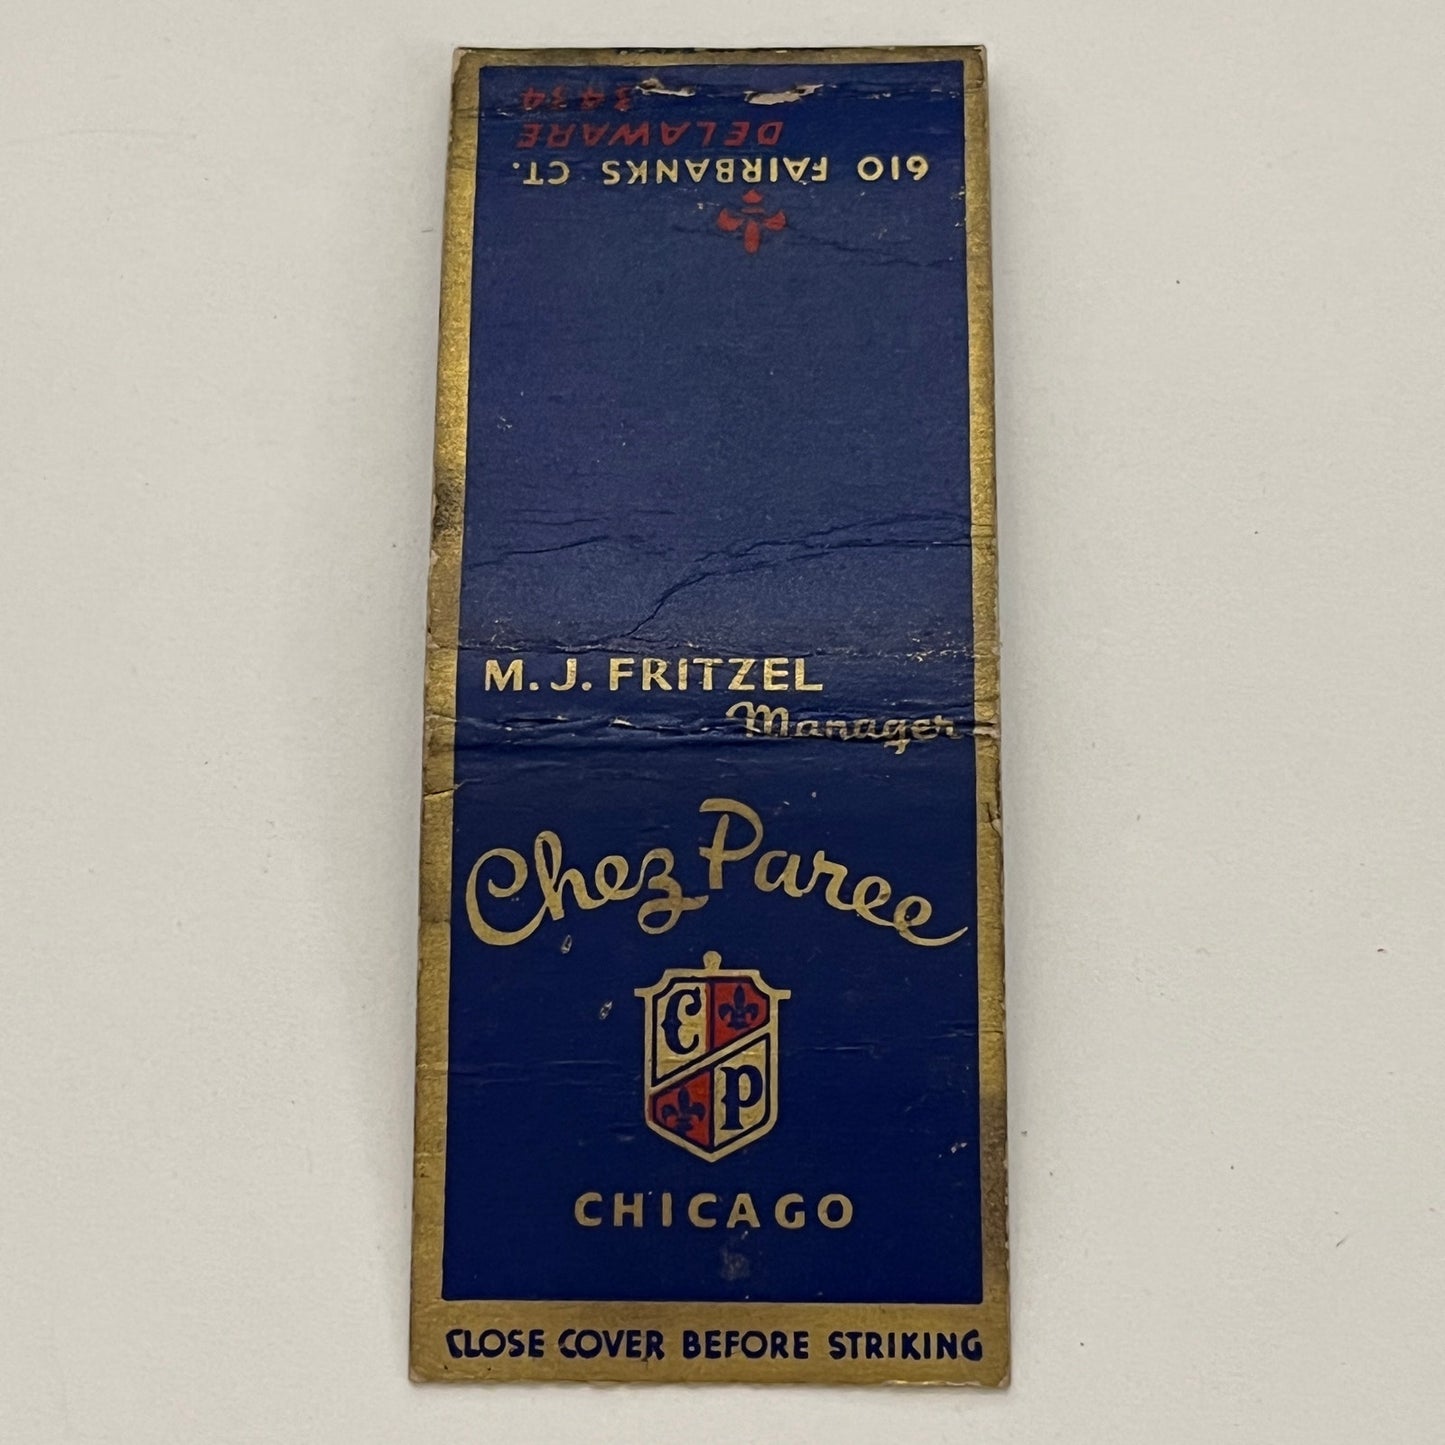 610 FAIRBANKS CT.
DELAWARE
3434
M. J. FRITZEL
Manager
Chez Paree
C
P
CHICAGO
CLOSE COVER BEFORE STRIKING